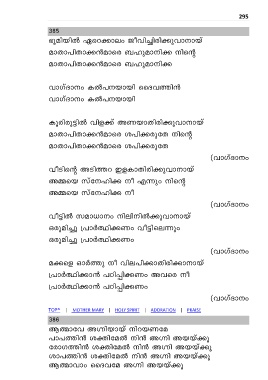 295
385
ഭൂമിയിൽ ഏറെക്കാലം ജീവിച്ചിരിക്കുവാനായ്
മാതാപിതാക്കൻമാരെ ബഹുമാനിക്ക നിന്റെ
മാതാപിതാക്കൻമാരെ ബഹുമാനിക്ക
വാഗ്ദാനം കൽപനയായി ദൈവത്തിൻ
വാഗ്ദാനം കൽപനയായി
കൂരിരുട്ടിൽ വിളക്ക് അണയാതിരിക്കുവാനായ്
മാതാപിതാക്കൻമാരെ ശപിക്കരുതേ നിന്റെ
മാതാപിതാക്കൻമാരെ ശപിക്കരുതേ
(വാഗ്ദാനം
വീടിന്റെ അടിത്തറ ഇളകാതിരിക്കുവാനായ്
അമ്മയെ സ്നേഹിക്ക നീ എന്നും നിന്റെ
അമ്മയെ സ്നേഹിക്ക നീ
(വാഗ്ദാനം
വീട്ടിൽ സമാധാനം നിലിനിൽക്കുവാനായ്
ഒരുമിച്ചു പ്രാർത്ഥിക്കണം വീട്ടിലെന്നും
ഒരുമിച്ചു പ്രാർത്ഥിക്കണം
(വാഗ്ദാനം
മക്കളെ ഓർത്തു നീ വിലപിക്കാതിരിക്കാനായ്
പ്രാർത്ഥിക്കാൻ പഠിപ്പിക്കണം അവരെ നീ
പ്രാർത്ഥിക്കാൻ പഠിപ്പിക്കണം
(വാഗ്ദാനം
TOP^ | MOTHER MARY | HOLY SPIRIT | ADORATION | PRAISE
386
ആത്മാവേ അഗ്നിയായ് നിറയണമേ
പാപത്തിൻ ശക്തിമേൽ നിൻ അഗ്നി അയയ്ക്കൂ
രോഗത്തിൻ ശക്തിമേൽ നിൻ അഗ്നി അയയ്ക്കൂ
ശാപത്തിൻ ശക്തിമേൽ നിൻ അഗ്നി അയയ്ക്കൂ
ആത്മാവാം ദൈവമേ അഗ്നി അയയ്ക്കൂ